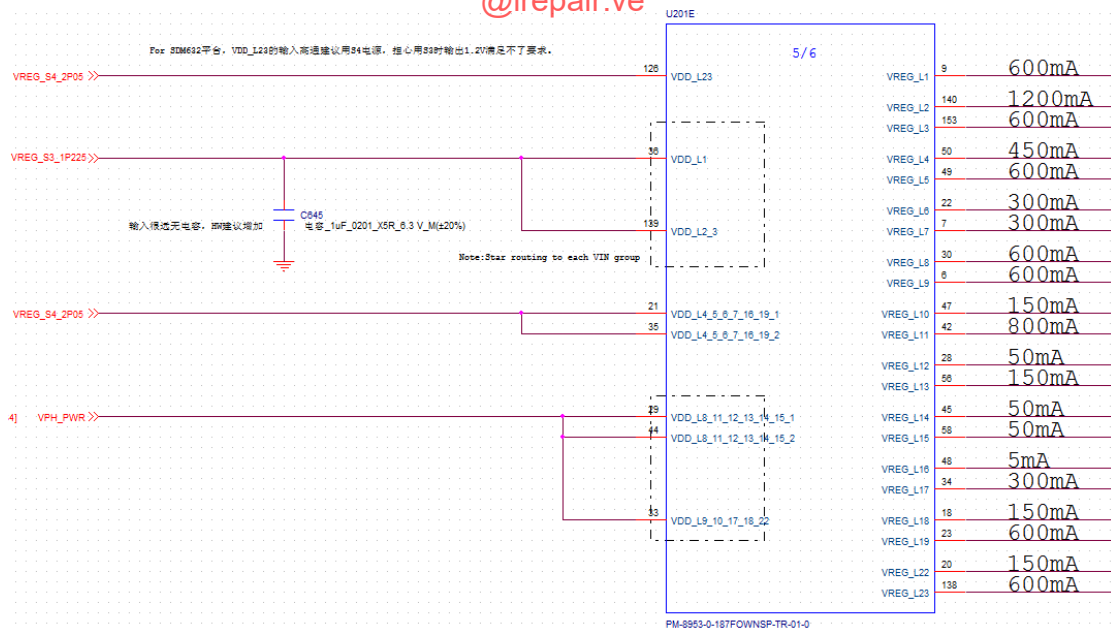 @irepair.ve
U201E
For SDM632平台，VDD_L23的输入高通建议用S4电源，担心用S3时输出1.2V满足不了要求。
5/6
VREG_S4_2P05
126
VDD_L23
VREG_L1
9
600mA
VREG_L2
140
1200mA
VREG_L3
153
600mA
VREG_S3_1P225
36
VDD_L1
VREG_L4
50
450mA
VREG_L5
49
600mA
C645
电容_1uF_0201_X5R_6.3 V_M(±20%)
输入很远无电容，HW建议增加
139
VDD_L2_3
VREG_L6
22
300mA
VREG_L7
7
300mA
Note:Star routing to each VIN group
VREG_L8
30
600mA
VREG_L9
6
600mA
VREG_S4_2P05
21
VDD_L4_5_6_7_16_19_1
VREG_L10
47
150mA
35
VDD_L4_5_6_7_16_19_2
VREG_L11
42
800mA
VREG_L12
28
50mA
VREG_L13
56
150mA
4]
VPH_PWR
29
VDD_L8_11_12_13_14_15_1
VREG_L14
45
50mA
44
VDD_L8_11_12_13_14_15_2
VREG_L15
58
50mA
VREG_L16
48
5mA
VREG_L17
34
300mA
33
VDD_L9_10_17_18_22
VREG_L18
18
150mA
VREG_L19
23
600mA
VREG_L22
20
150mA
VREG_L23
138
600mA
PM-8953-0-187FOWNSP-TR-01-0